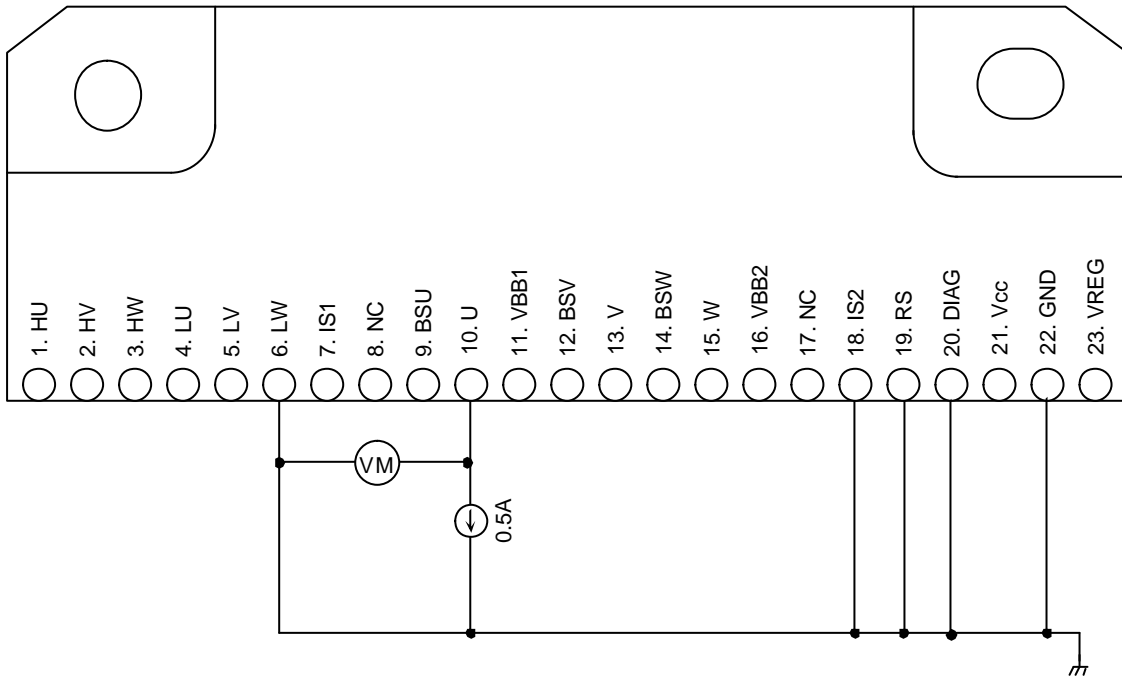 1. HU
2. HV
3. HW
4. LU
5. LV
6. LW
7. IS1
8. NC
9. BSU
10. U
11. VBB1
12. BSV
13. V
14. BSW
15. W
16. VBB2
17. NC
18. IS2
19. RS
20. DIAG
21. Vcc
22. GND
23. VREG
VM
0.5A